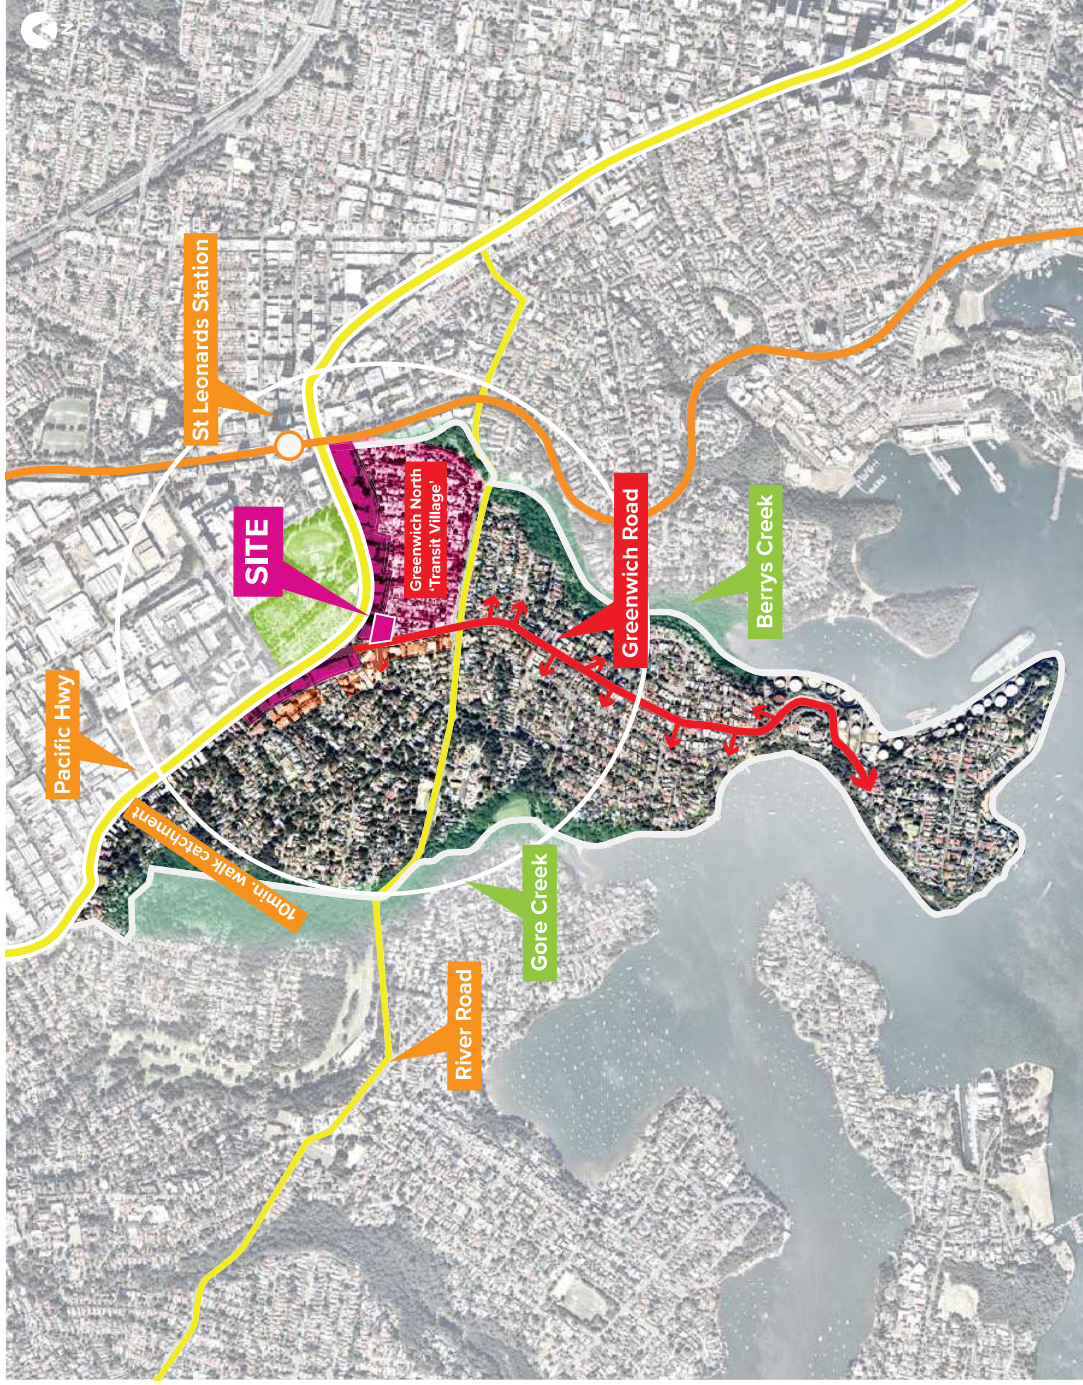 N
St Leonards Station
Pacific Hwy
SITE
Greenwich North
'Transit Village'
10min. walk catchment
Greenwich Road
Berrys Creek
Gore Creek
River Road